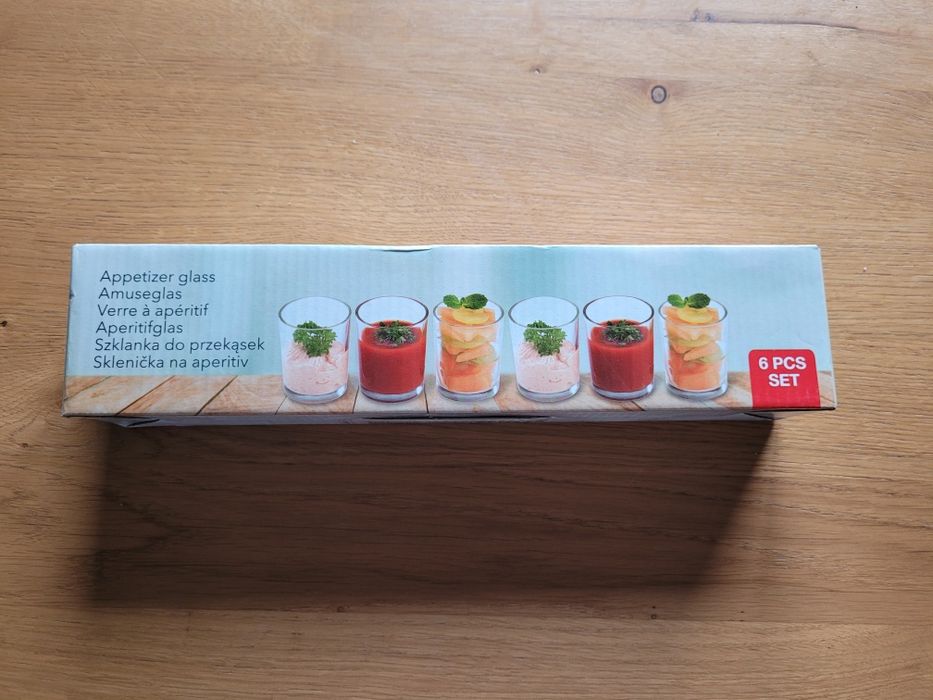 Appetizer glass
Amuseglas
Verre à apéritif
Aperitifglas
Szklanka do przekąsek
Sklenička na aperitiv
6 PCS
SET